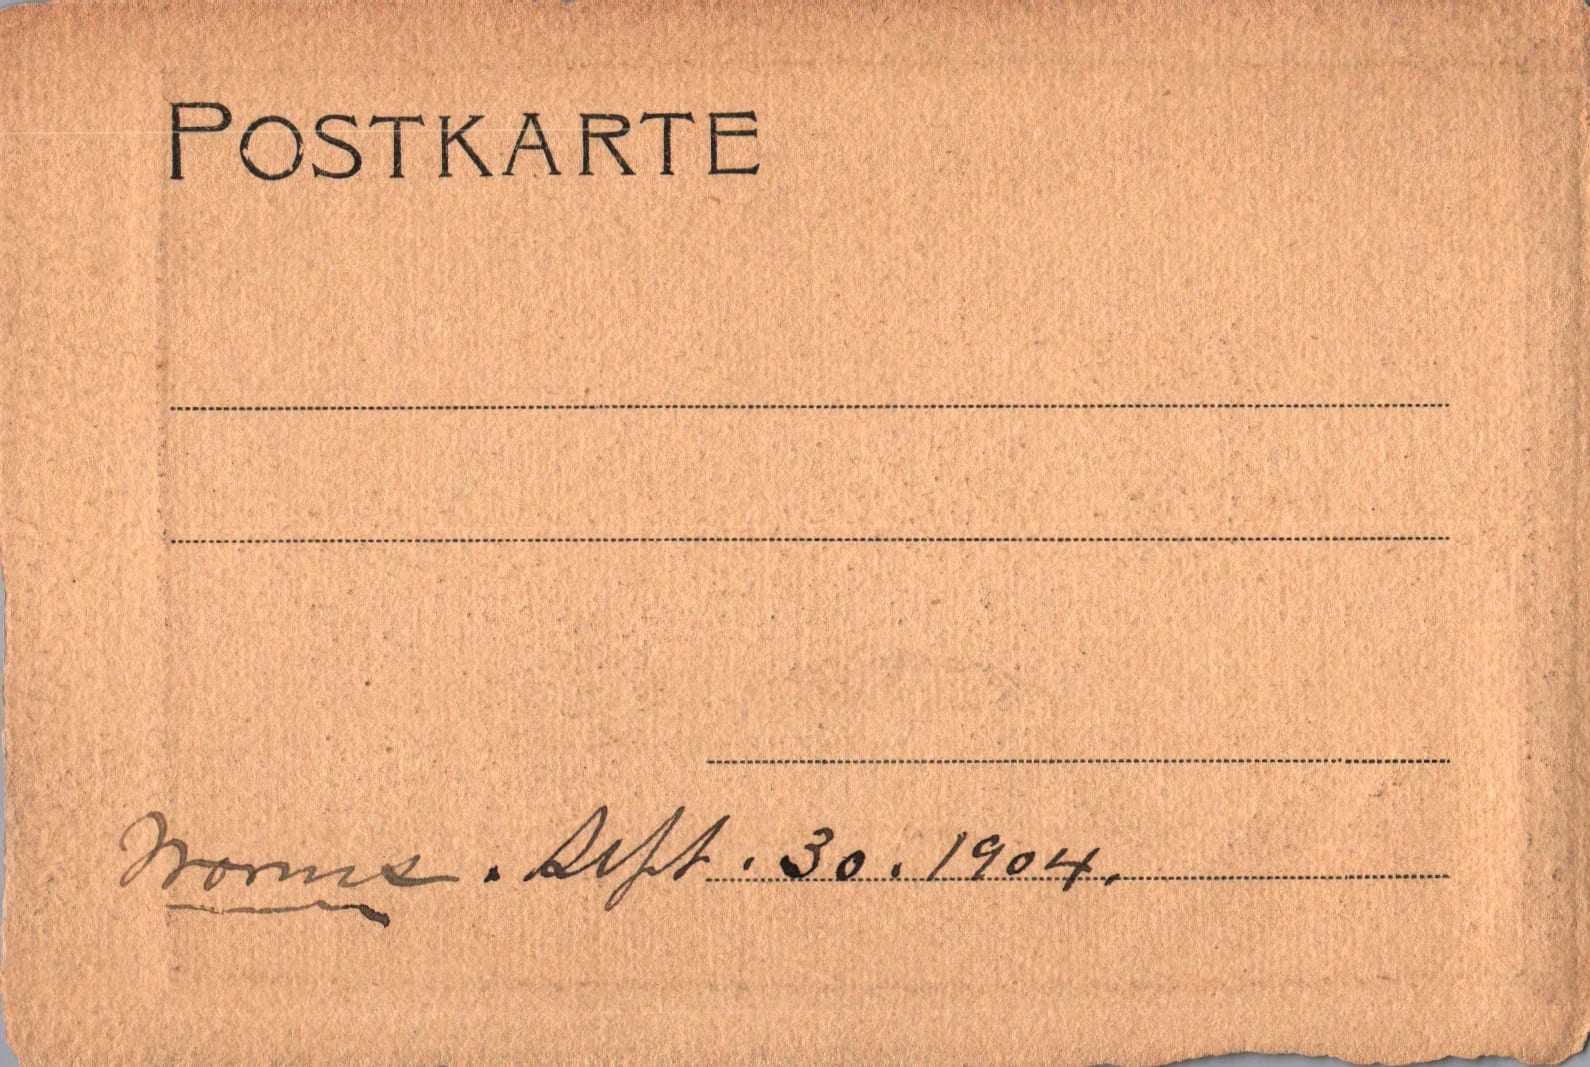 POSTKARTE
Worms. Sept. 30. 1904.